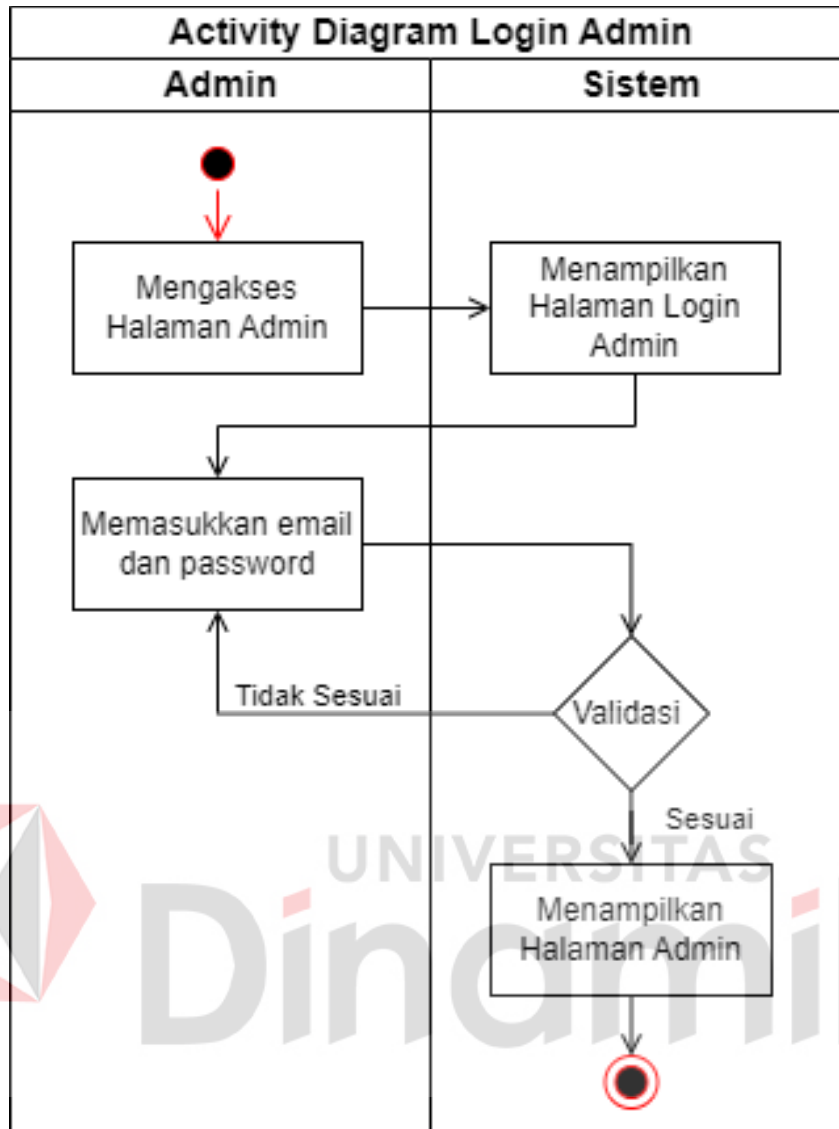 Activity Diagram Login Admin
Admin
Sistem
Mengakses
Halaman Admin
Menampilkan
Halaman Login
Admin
Memasukkan email
dan password
Tidak Sesuai
Validasi
Sesuai
UNIVERSITAS
Menampilkan
Halaman Admin
Dinami